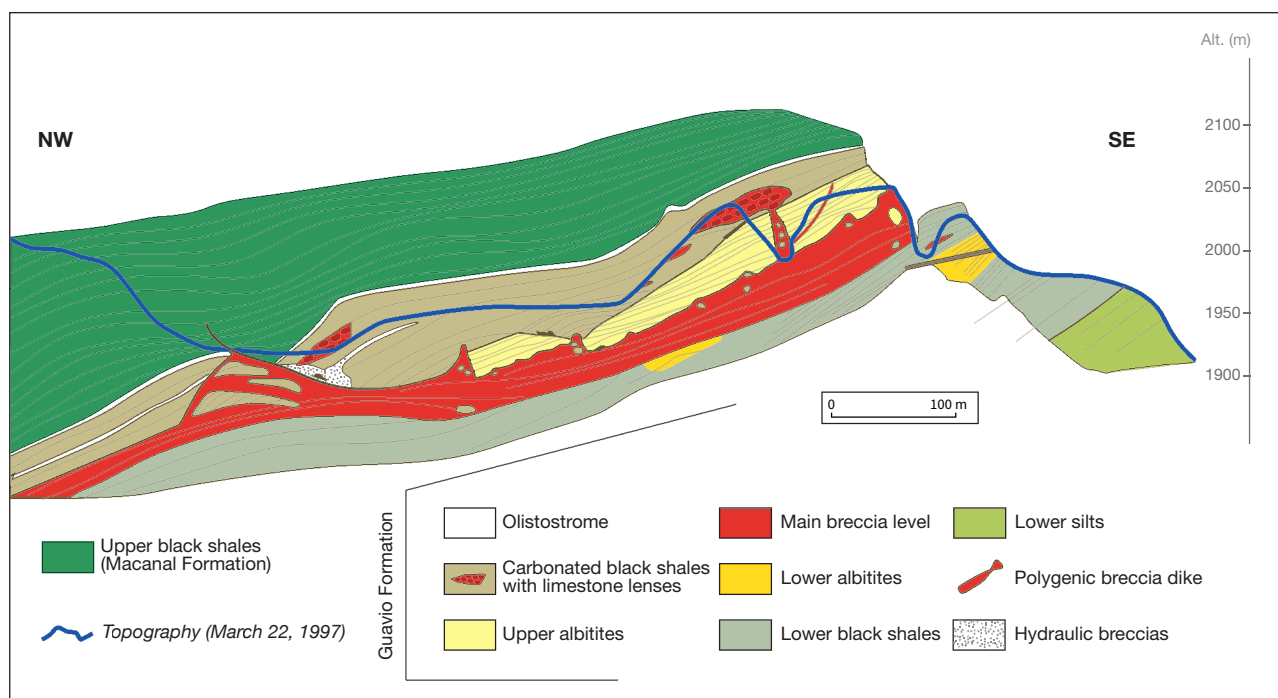 Alt. (m)
NW
SE
2100
2050
2000
1950
1900
0 100 m
Upper black shales
(Macanal Formation)
Topography (March 22, 1997)
Guavio Formation
Olistostrome
Carbonated black shales
with limestone lenses
Upper albitites
Main breccia level
Lower albitites
Lower black shales
Lower silts
Polygenic breccia dike
Hydraulic breccias